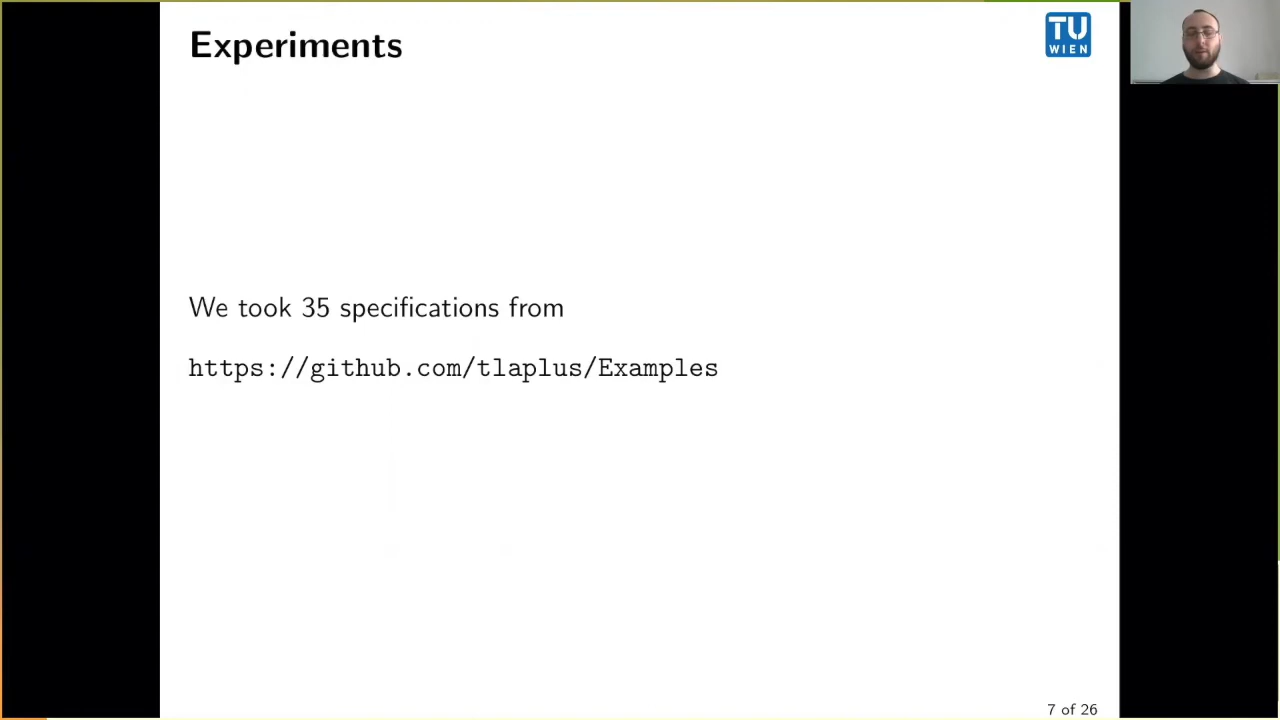 Experiments
TU
WIEN
We took 35 specifications from
https://github.com/tlaplus/Examples
7 of 26